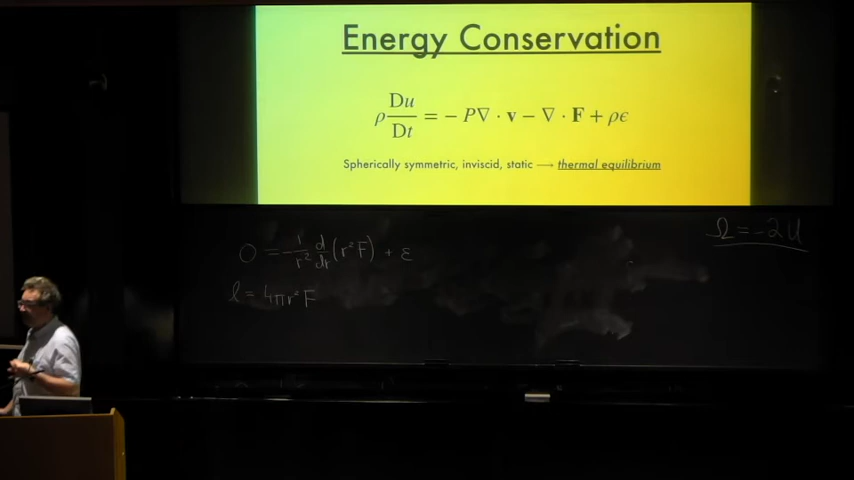 Energy Conservation
ρ Du/Dt = − P∇ · v − ∇ · F + ρϵ
Spherically symmetric, inviscid, static ⟶ thermal equilibrium
Ω = -2U
0 = - 1/r² d/dr (r²F) + ε
ℓ = 4πr²F